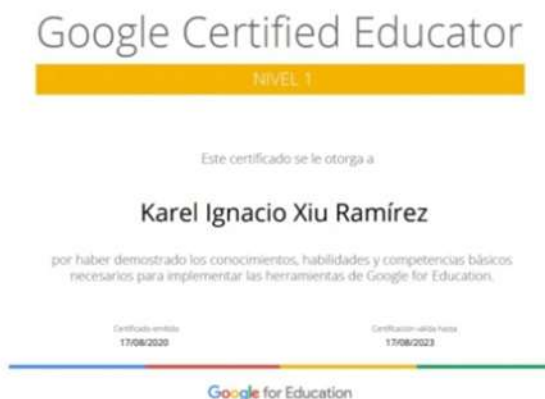 Google Certified Educator
NIVEL 1
Este certificado se le otorga a
Karel Ignacio Xiu Ramírez
por haber demostrado los conocimientos, habilidades y competencias básicos
necesarios para implementar las herramientas de Google for Education.
Certificado emitido
Certificación válida hasta
17/08/2020
17/08/2023
Google for Education